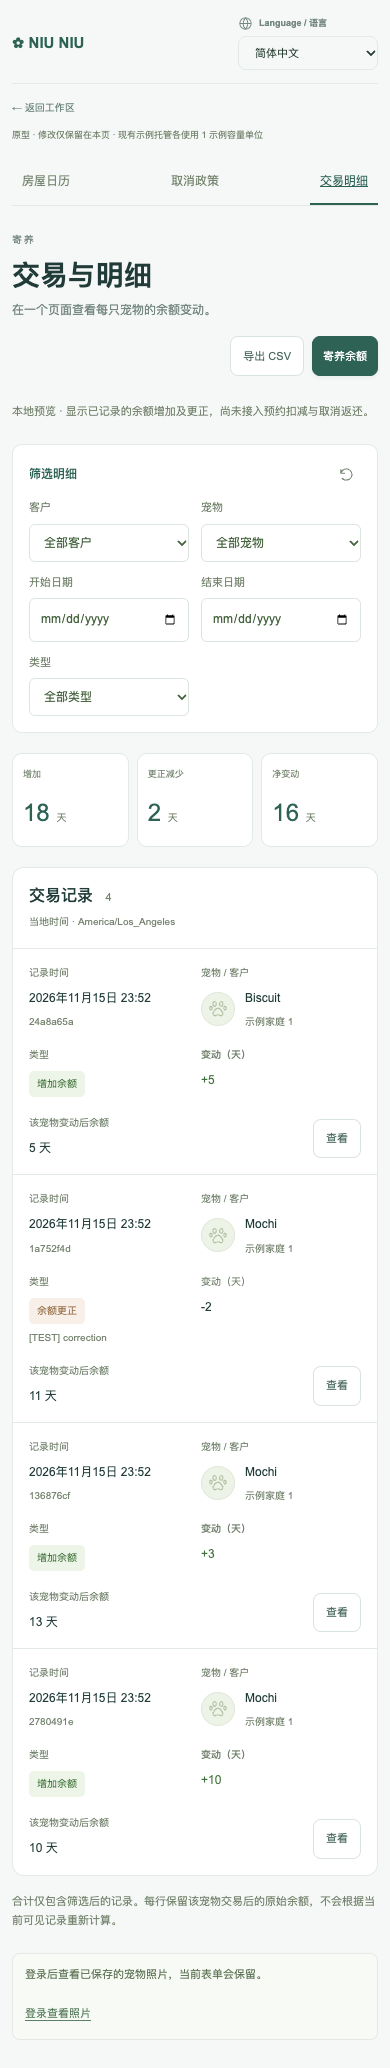 ✿ NIU NIU
Language / 语言
简体中文
← 返回工作区
原型 · 修改仅保留在本页 · 现有示例托管各使用 1 示例容量单位
房屋日历
取消政策
交易明细
寄养
交易与明细
在一个页面查看每只宠物的余额变动。
导出 CSV
寄养余额
本地预览 · 显示已记录的余额增加及更正，尚未接入预约扣减与取消返还。
筛选明细
客户
宠物
全部客户
全部宠物
开始日期
结束日期
mm/dd/yyyy
mm/dd/yyyy
类型
全部类型
增加
更正减少
净变动
18 天
2 天
16 天
交易记录 4
当地时间 · America/Los_Angeles
记录时间
宠物 / 客户
2026年11月15日 23:52
Biscuit
24a8a65a
示例家庭 1
类型
变动（天）
增加余额
+5
该宠物变动后余额
5 天
查看
记录时间
宠物 / 客户
2026年11月15日 23:52
Mochi
1a752f4d
示例家庭 1
类型
变动（天）
余额更正
-2
[TEST] correction
该宠物变动后余额
11 天
查看
记录时间
宠物 / 客户
2026年11月15日 23:52
Mochi
136876cf
示例家庭 1
类型
变动（天）
增加余额
+3
该宠物变动后余额
13 天
查看
记录时间
宠物 / 客户
2026年11月15日 23:52
Mochi
2780491e
示例家庭 1
类型
变动（天）
增加余额
+10
该宠物变动后余额
10 天
查看
合计仅包含筛选后的记录。每行保留该宠物交易后的原始余额，不会根据当
前可见记录重新计算。
登录后查看已保存的宠物照片，当前表单会保留。
登录查看照片